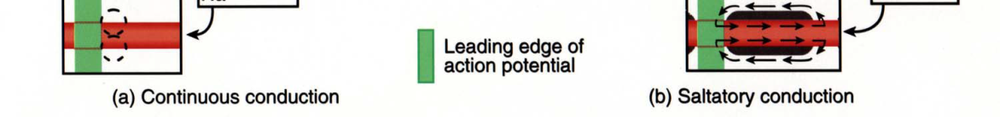 Leading edge of
action potential
(a) Continuous conduction
(b) Saltatory conduction